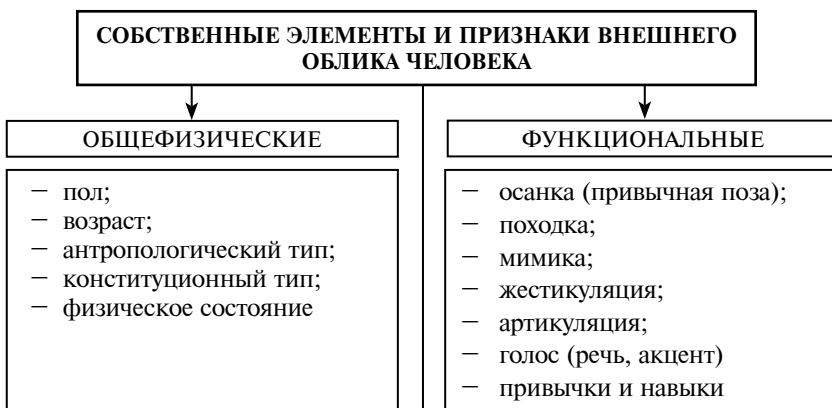 СОБСТВЕННЫЕ ЭЛЕМЕНТЫ И ПРИЗНАКИ ВНЕШНЕГО
ОБЛИКА ЧЕЛОВЕКА
ОБЩЕФИЗИЧЕСКИЕ
— пол;
— возраст;
— антропологический тип;
— конституционный тип;
— физическое состояние
ФУНКЦИОНАЛЬНЫЕ
— осанка (привычная поза);
— походка;
— мимика;
— жестикуляция;
— артикуляция;
— голос (речь, акцент)
— привычки и навыки